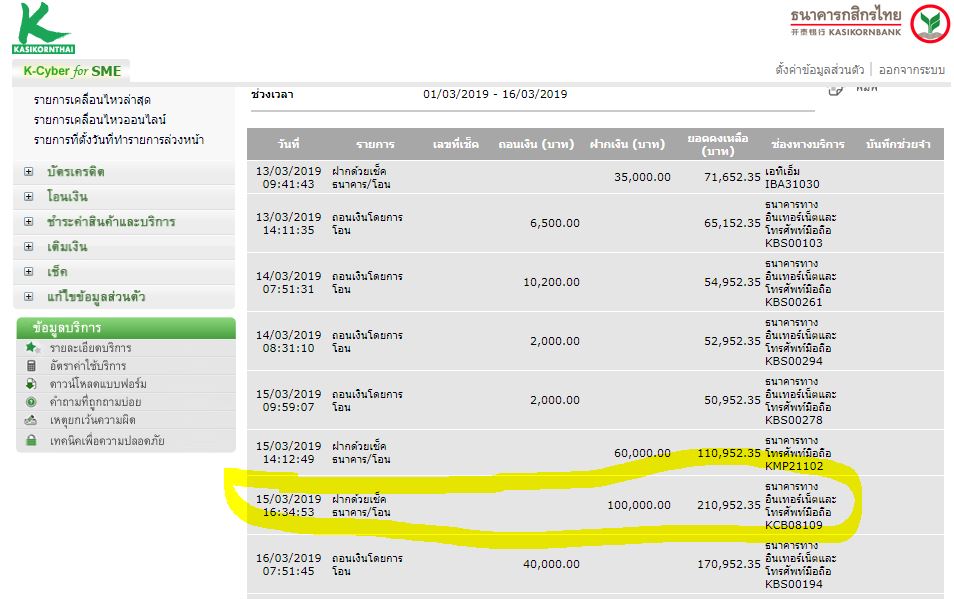 KASIKORNTHAI
ธนาคารกสิกรไทย
开泰银行 KASIKORNBANK
K-Cyber for SME
ตั้งค่าข้อมูลส่วนตัว | ออกจากระบบ
รายการเคลื่อนไหวล่าสุด
รายการเคลื่อนไหวออนไลน์
รายการที่ตั้งวันที่ทำรายการล่วงหน้า
บัตรเครดิต
โอนเงิน
ชำระค่าสินค้าและบริการ
เติมเงิน
เช็ค
แก้ไขข้อมูลส่วนตัว
ข้อมูลบริการ
รายละเอียดบริการ
อัตราค่าใช้บริการ
ดาวน์โหลดแบบฟอร์ม
คำถามที่ถูกถามบ่อย
เหตุยกเว้นความผิด
เทคนิคเพื่อความปลอดภัย
ช่วงเวลา 01/03/2019 - 16/03/2019
พิมพ์
วันที่ รายการ เลขที่เช็ค ถอนเงิน (บาท) ฝากเงิน (บาท) ยอดคงเหลือ (บาท) ช่องทางบริการ บันทึกช่วยจำ
13/03/2019 ฝากด้วยเช็ค เอทีเอ็ม
09:41:43 ธนาคาร/โอน 35,000.00 71,652.35 IBA31030
ธนาคารทาง
13/03/2019 ถอนเงินโดยการ อินเทอร์เน็ตและ
14:11:35 โอน 6,500.00 65,152.35 โทรศัพท์มือถือ
KBS00103
ธนาคารทาง
14/03/2019 ถอนเงินโดยการ อินเทอร์เน็ตและ
07:51:31 โอน 10,200.00 54,952.35 โทรศัพท์มือถือ
KBS00261
ธนาคารทาง
14/03/2019 ถอนเงินโดยการ อินเทอร์เน็ตและ
08:31:10 โอน 2,000.00 52,952.35 โทรศัพท์มือถือ
KBS00294
ธนาคารทาง
15/03/2019 ถอนเงินโดยการ อินเทอร์เน็ตและ
09:59:07 โอน 2,000.00 50,952.35 โทรศัพท์มือถือ
KBS00278
ธนาคารทาง
15/03/2019 ฝากด้วยเช็ค
14:12:49 ธนาคาร/โอน 60,000.00 110,952.35 โทรศัพท์มือถือ
KMP21102
ธนาคารทาง
15/03/2019 ฝากด้วยเช็ค อินเทอร์เน็ตและ
16:34:53 ธนาคาร/โอน 100,000.00 210,952.35 โทรศัพท์มือถือ
KCB08109
ธนาคารทาง
16/03/2019 ถอนเงินโดยการ อินเทอร์เน็ตและ
07:51:45 โอน 40,000.00 170,952.35 โทรศัพท์มือถือ
KBS00194